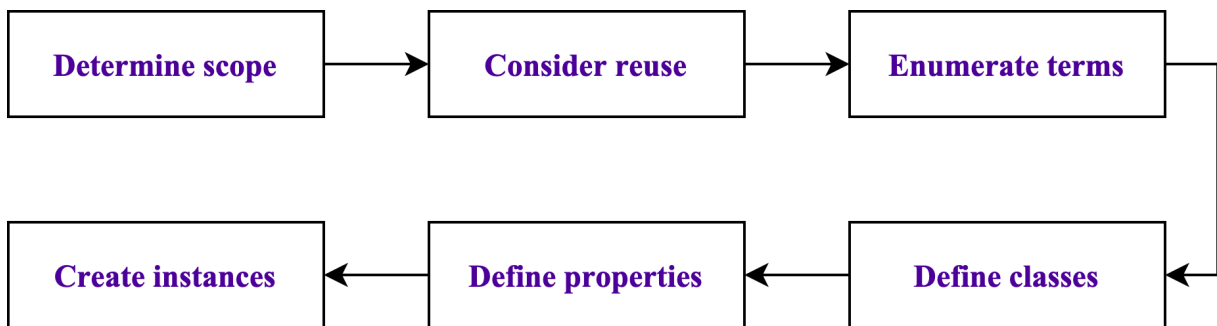 Determine scope
Consider reuse
Enumerate terms
Define classes
Define properties
Create instances